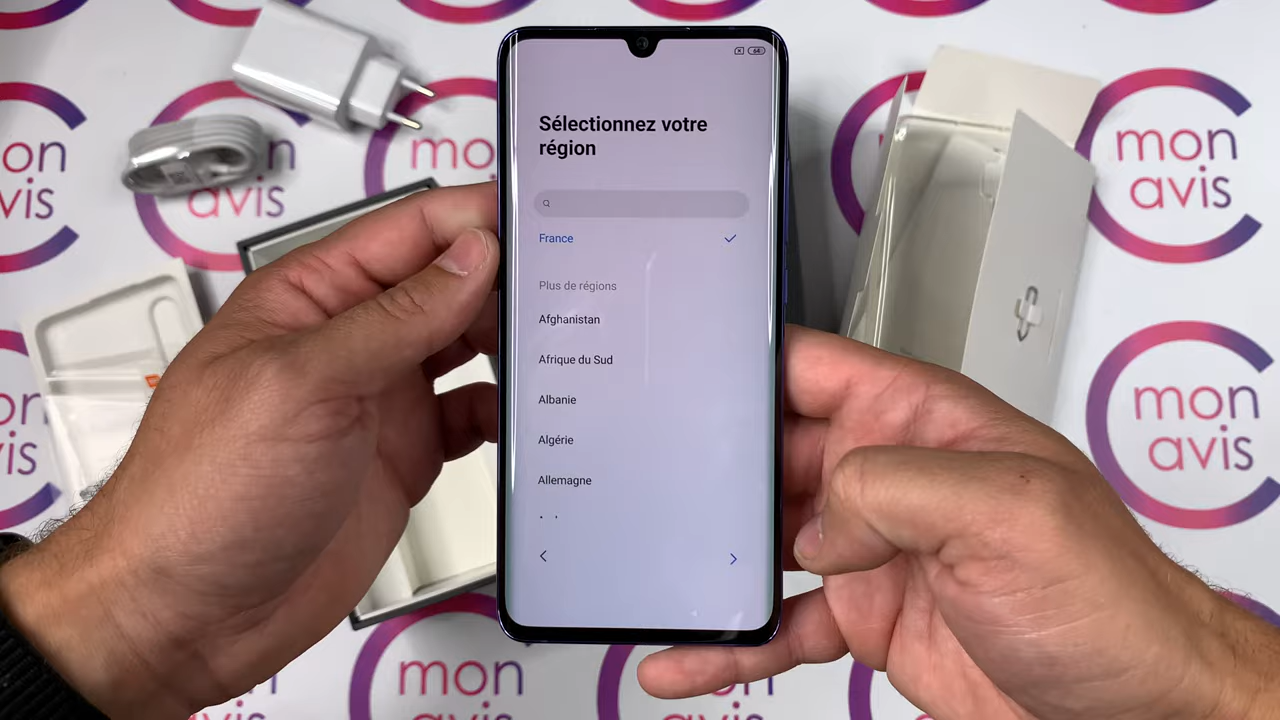 64
Sélectionnez votre
région
France
Plus de régions
Afghanistan
Afrique du Sud
Albanie
Algérie
Allemagne
mon
avis
mon
avis
mon
avis
mon
avis
mon
avis